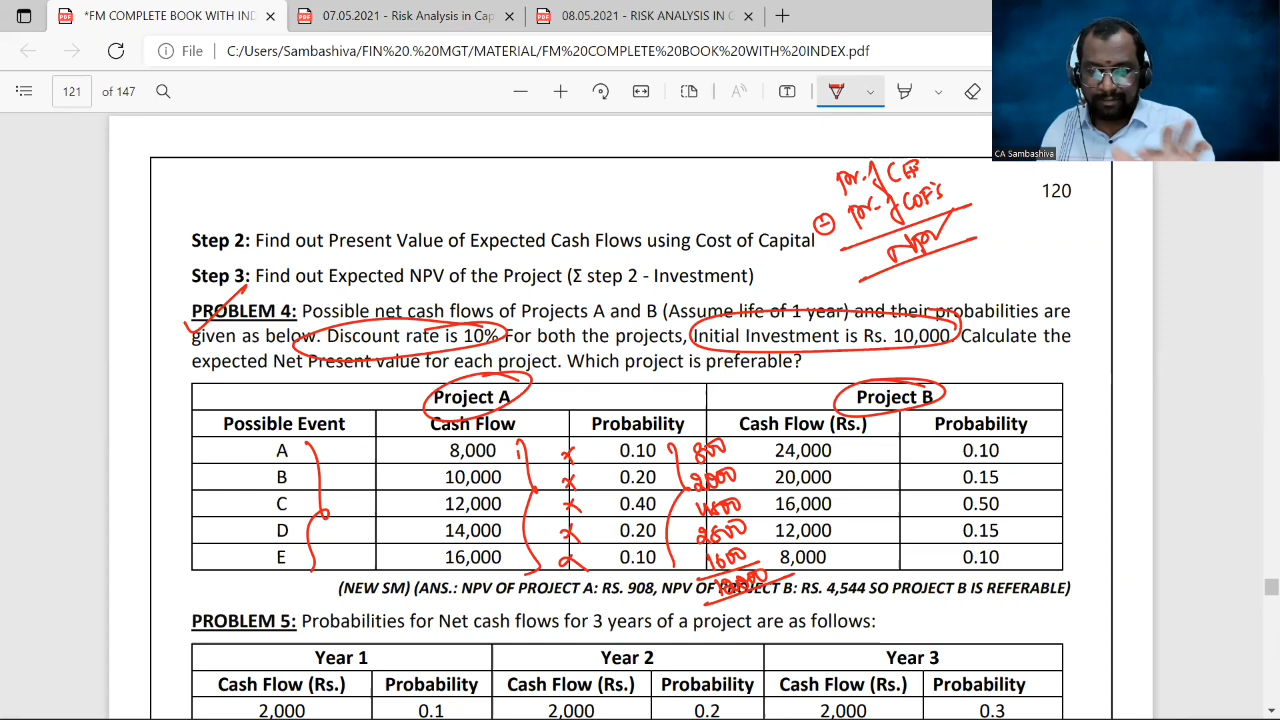 *FM COMPLETE BOOK WITH IND
07.05.2021 - Risk Analysis in Cap
08.05.2021 - RISK ANALYSIS IN C
File C:/Users/Sambashiva/FIN%20.%20MGT/MATERIAL/FM%20COMPLETE%20BOOK%20WITH%20INDEX.pdf
121 of 147
CA Sambashiva
pv. of
pv. of COF's
NPV
120
Step 2: Find out Present Value of Expected Cash Flows using Cost of Capital
Step 3: Find out Expected NPV of the Project (Σ step 2 - Investment)
PROBLEM 4: Possible net cash flows of Projects A and B (Assume life of 1 year) and their probabilities are
given as below. Discount rate is 10% For both the projects, Initial Investment is Rs. 10,000. Calculate the
expected Net Present value for each project. Which project is preferable?
Project A Project B
Possible Event Cash Flow Probability Cash Flow (Rs.) Probability
A 8,000 x 0.10 800 24,000 0.10
B 10,000 x 0.20 2000 20,000 0.15
C 12,000 x 0.40 4800 16,000 0.50
D 14,000 x 0.20 2800 12,000 0.15
E 16,000 x 0.10 1600 8,000 0.10
12000
(NEW SM) (ANS.: NPV OF PROJECT A: RS. 908, NPV OF PROJECT B: RS. 4,544 SO PROJECT B IS REFERABLE)
PROBLEM 5: Probabilities for Net cash flows for 3 years of a project are as follows:
Year 1 Year 2 Year 3
Cash Flow (Rs.) Probability Cash Flow (Rs.) Probability Cash Flow (Rs.) Probability
2,000 0.1 2,000 0.2 2,000 0.3